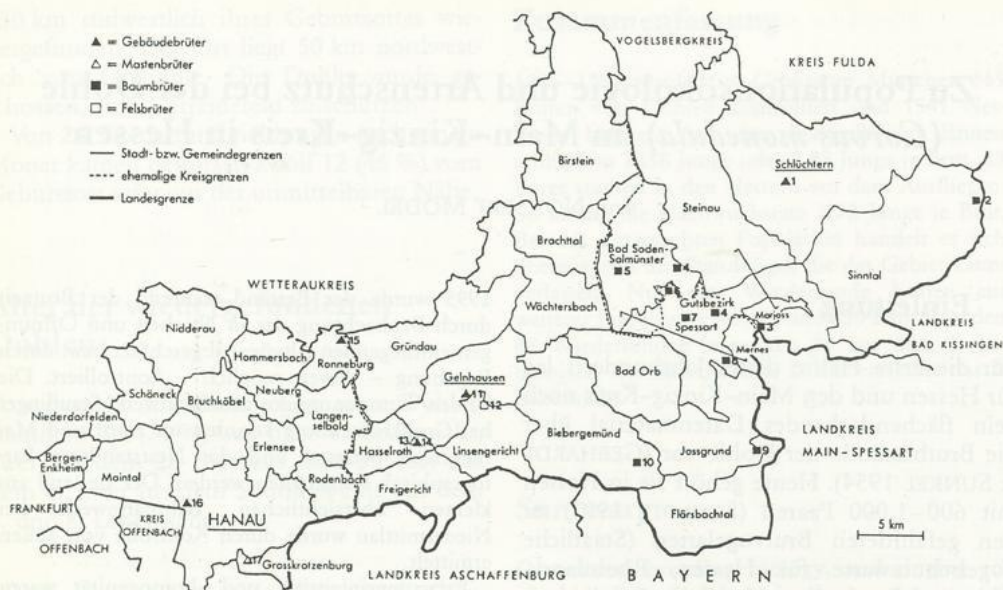 ▲ = Gebäudebrüter
△ = Mastenbrüter
■ = Baumbrüter
□ = Felsbrüter
Stadt- bzw. Gemeindegrenzen
ehemalige Kreigrenzen
Landesgrenze
VOGELSBERGKREIS
KREIS FULDA
Birstein
Schlüchtern
1
2
Steinau
Brachttal
Bad Soden-
Salmünster
5
4
Sinntal
WETTERAUKREIS
Wächtersbach
6
Gutsbezirk
7
4
Spessart
Marjoss
3
LANDKREIS
BAD KISSINGEN
Nidderau
Gründau
Mernes
8
15
Ronneburg
Hammersbach
Bad Orb
Gelnhausen
11
12
Neuberg
Schöneck
Bruchköbel
Langen-
selbold
Niederdorfelden
13
14
Hasselroth
Linsengericht
Biebergemünd
Jossgrund
9
LANDKREIS
MAIN-SPESSART
Bergen-
Enkheim
Erlensee
10
Maintal
Rodenbach
Freigericht
Flörsbachtal
FRANKFURT
16
HANAU
KREIS
OFFENBACH
OFFENBACH
17
Grosskrotzenburg
5 km
LANDKREIS ASCHAFFENBURG
BAYERN